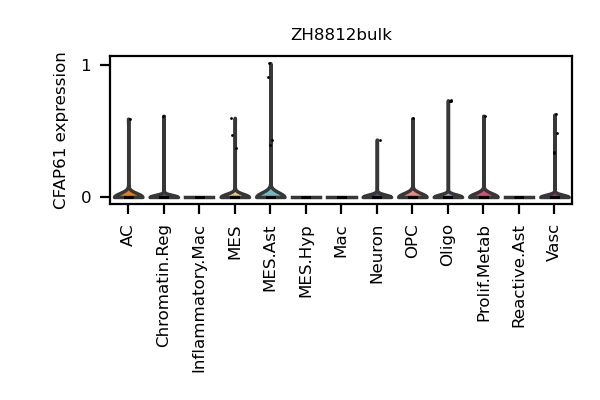 ZH8812bulk
CFAP61 expression
1
0
AC
Chromatin.Reg
Inflammatory.Mac
MES
MES.Ast
MES.Hyp
Mac
Neuron
OPC
Oligo
Prolif.Metab
Reactive.Ast
Vasc